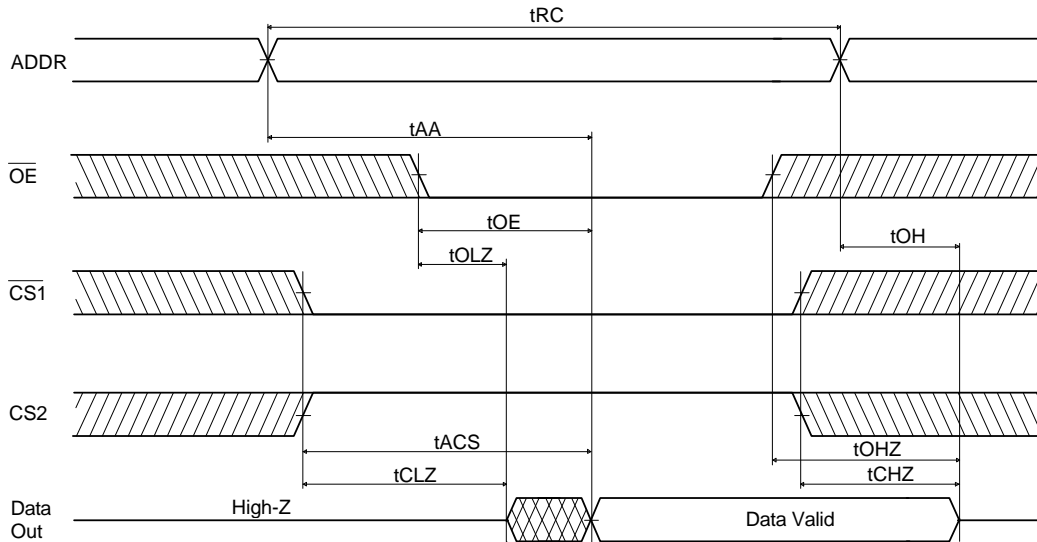 tRC
ADDR
tAA
OE
tOE
tOH
tOLZ
CS1
CS2
tACS
tOHZ
tCLZ
tCHZ
Data
Out
High-Z
Data Valid